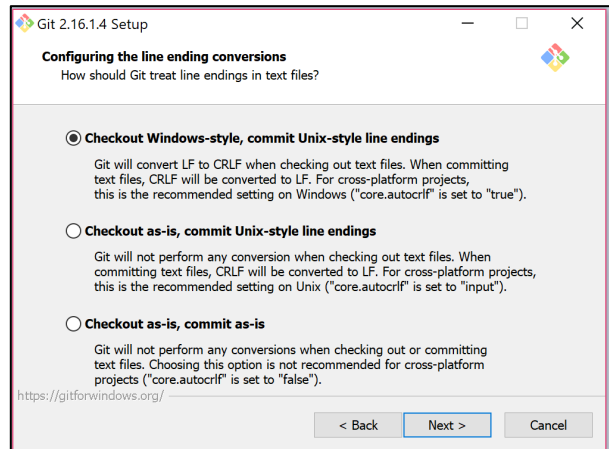 Git 2.16.1.4 Setup
Configuring the line ending conversions
How should Git treat line endings in text files?
Checkout Windows-style, commit Unix-style line endings
Git will convert LF to CRLF when checking out text files. When committing
text files, CRLF will be converted to LF. For cross-platform projects,
this is the recommended setting on Windows ("core.autocrlf" is set to "true").
Checkout as-is, commit Unix-style line endings
Git will not perform any conversion when checking out text files. When
committing text files, CRLF will be converted to LF. For cross-platform projects,
this is the recommended setting on Unix ("core.autocrlf" is set to "input").
Checkout as-is, commit as-is
Git will not perform any conversions when checking out or committing
text files. Choosing this option is not recommended for cross-platform
projects ("core.autocrlf" is set to "false").
https://gitforwindows.org/
< Back Next > Cancel